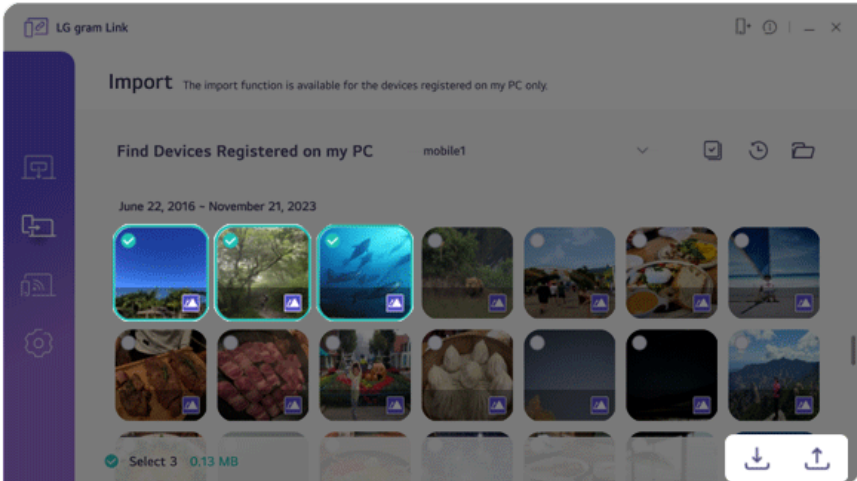 LG gram Link
Import The import function is available for the devices registered on my PC only.
Find Devices Registered on my PC mobile1
June 22, 2016 – November 21, 2023
Select 3 0.13 MB